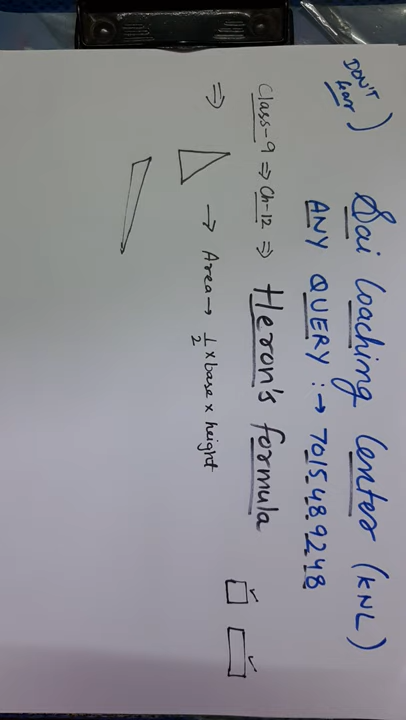 DON'T
fear)
Sai Coaching Center (KNL)
ANY QUERY :→ 7015489248
Class-9 ⇒ Ch-12 ⇒ Heron's formula
⇒ → Area → 1/2 × base × height